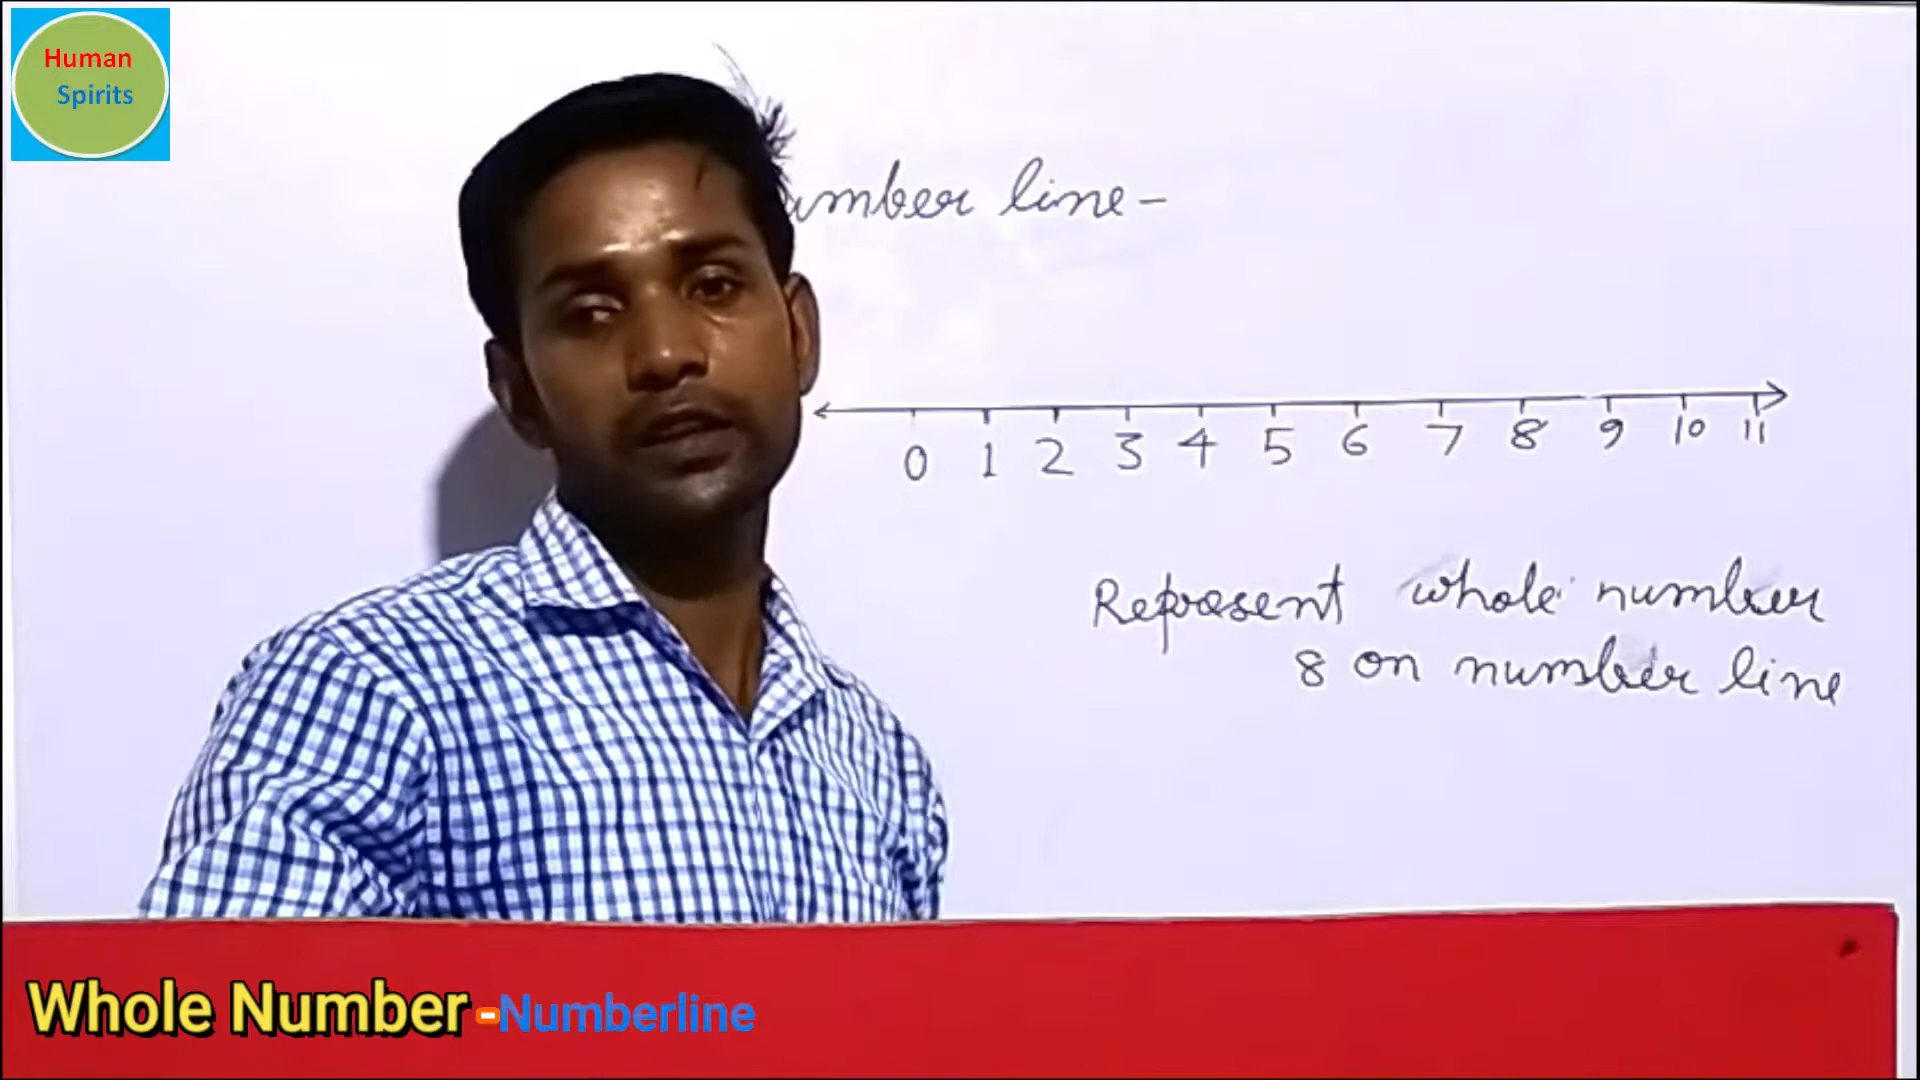 Human
Spirits
umber line-
0 1 2 3 4 5 6 7 8 9 10 11
Represent whole number
8 on number line
Whole Number -Numberline